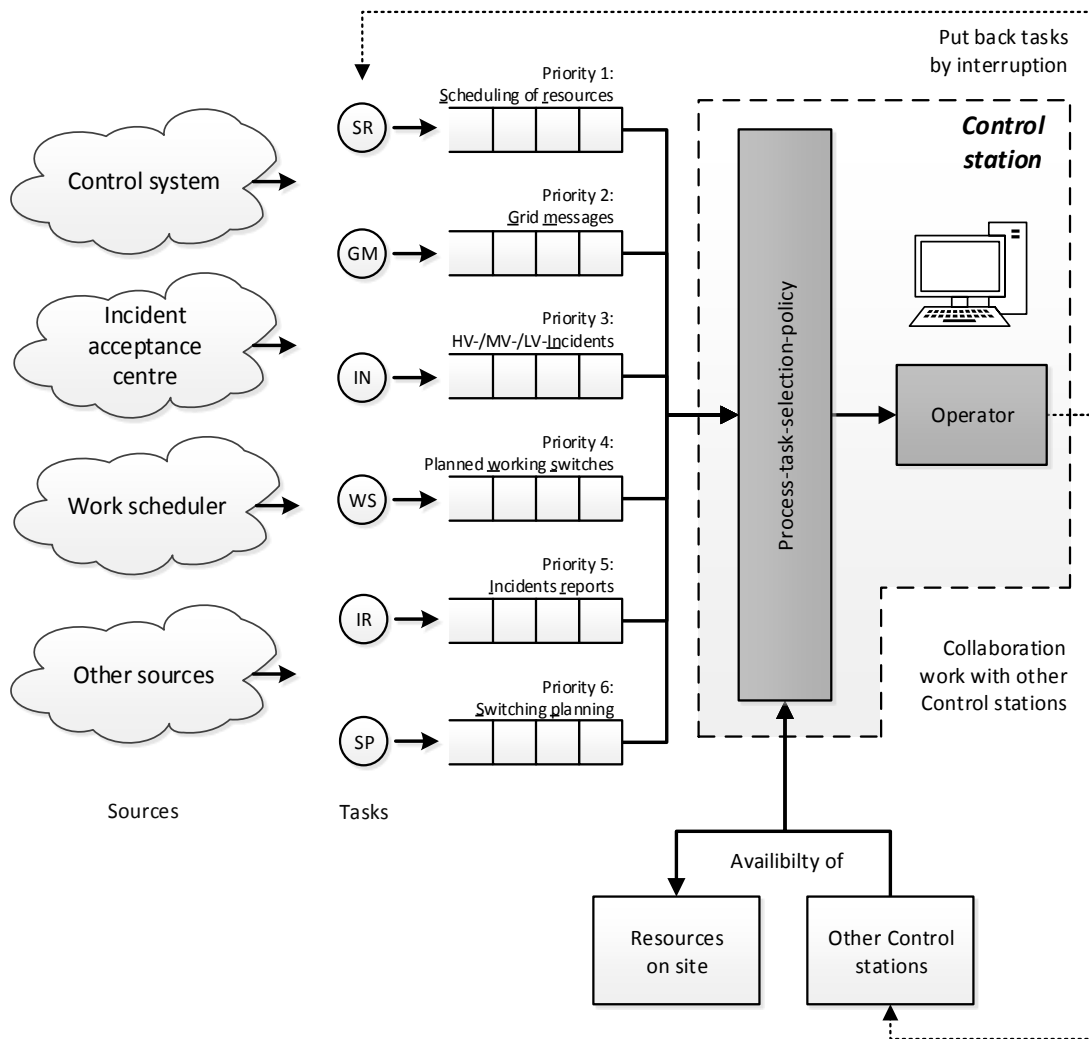 Put back tasks
by interruption
Control
station
Control system
Incident
acceptance
centre
Work scheduler
Other sources
Sources
SR
GM
IN
WS
IR
SP
Tasks
Priority 1:
Scheduling of resources
Priority 2:
Grid messages
Priority 3:
HV-/MV-/LV-Incidents
Priority 4:
Planned working switches
Priority 5:
Incidents reports
Priority 6:
Switching planning
Process-task-selection-policy
Operator
Collaboration
work with other
Control stations
Availibilty of
Resources
on site
Other Control
stations